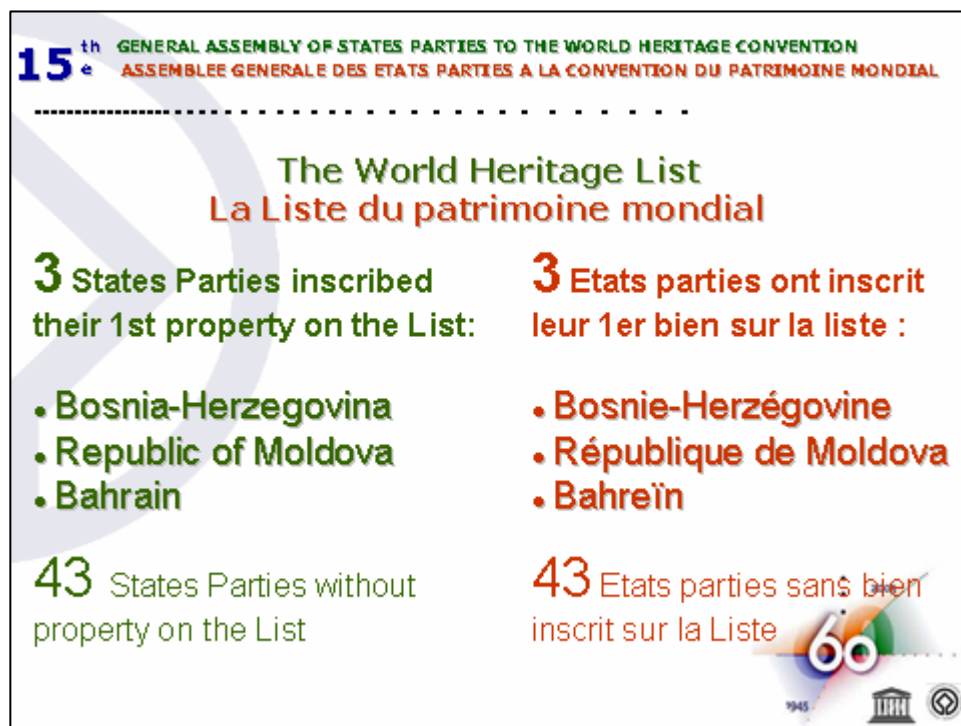 15th GENERAL ASSEMBLY OF STATES PARTIES TO THE WORLD HERITAGE CONVENTION
e ASSEMBLEE GENERALE DES ETATS PARTIES A LA CONVENTION DU PATRIMOINE MONDIAL
The World Heritage List
La Liste du patrimoine mondial
3 States Parties inscribed
their 1st property on the List:
• Bosnia-Herzegovina
• Republic of Moldova
• Bahrain
43 States Parties without
property on the List
3 Etats parties ont inscrit
leur 1er bien sur la liste :
• Bosnie-Herzégovine
• République de Moldova
• Bahreïn
43 Etats parties sans bien
inscrit sur la Liste
60
1945